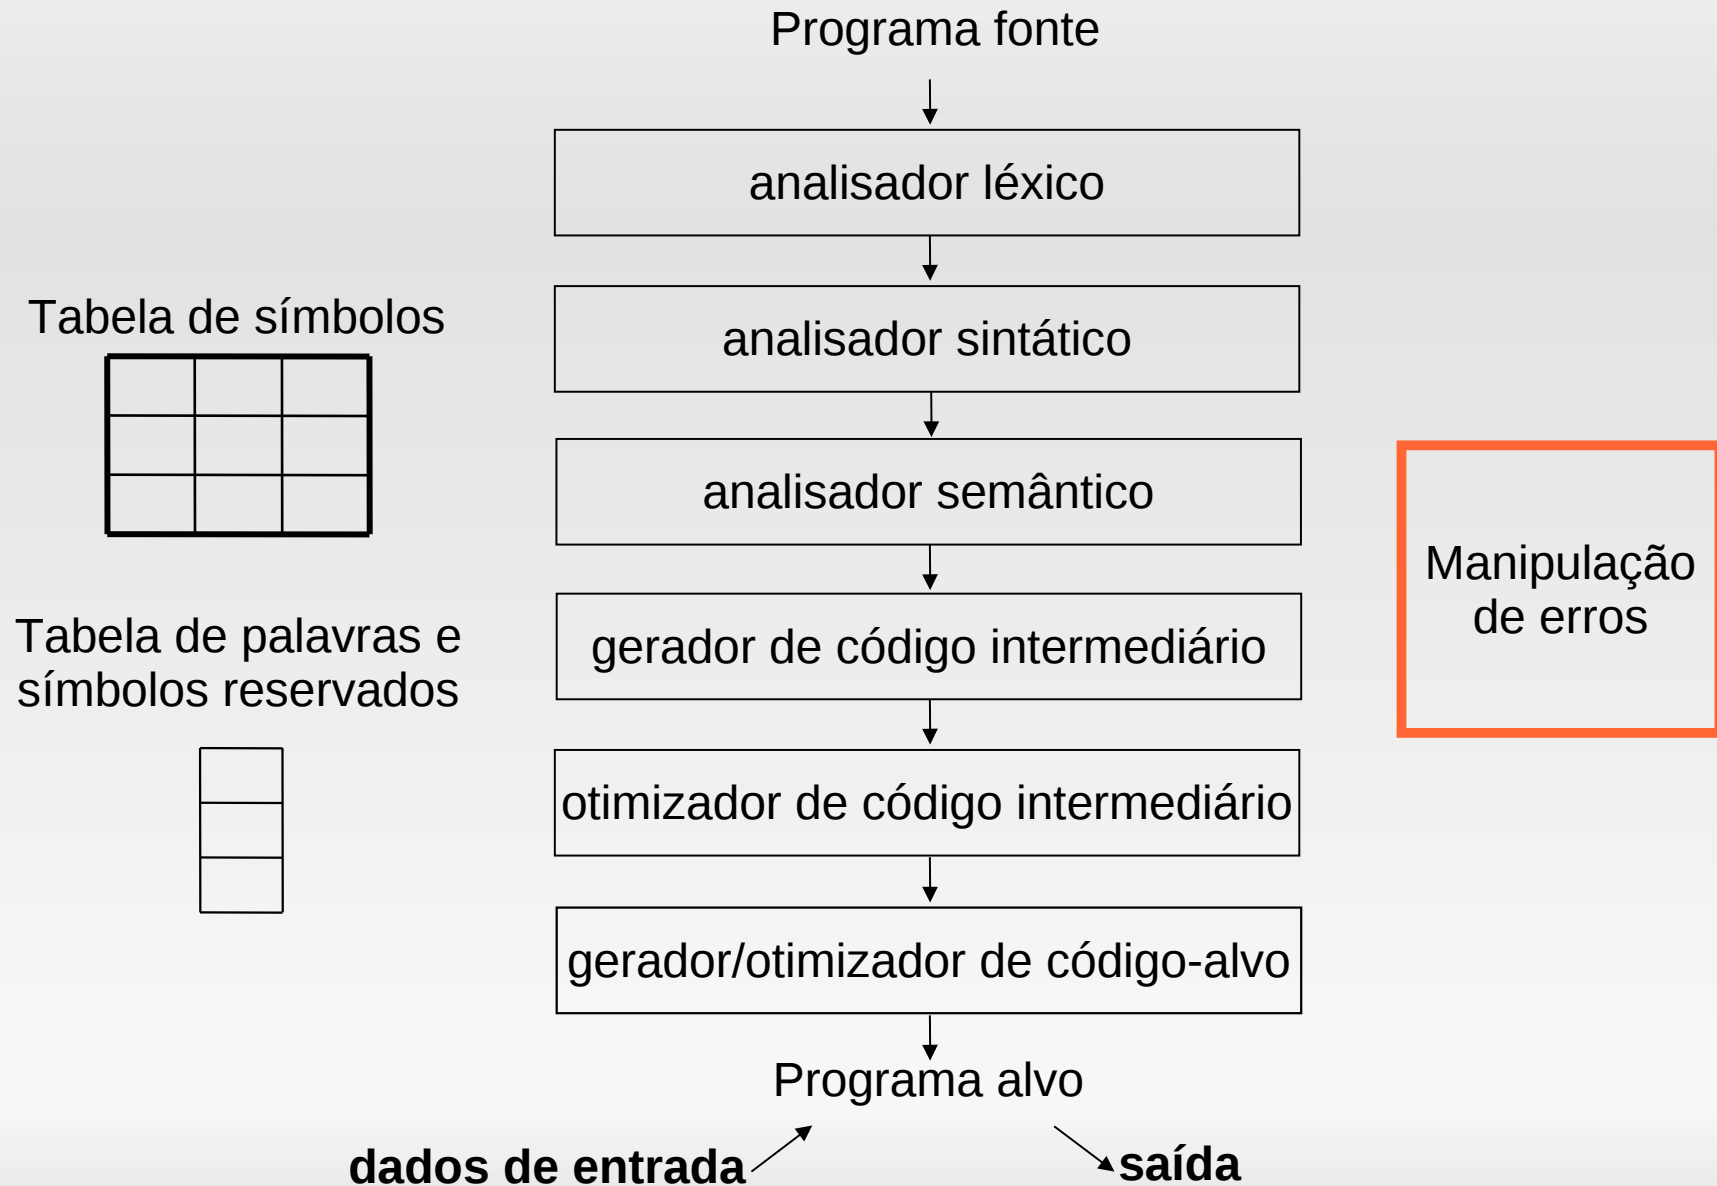 Programa fonte
analisador léxico
Tabela de símbolos
analisador sintático
analisador semântico
Manipulação
de erros
Tabela de palavras e
símbolos reservados
gerador de código intermediário
otimizador de código intermediário
gerador/otimizador de código-alvo
Programa alvo
dados de entrada
saída